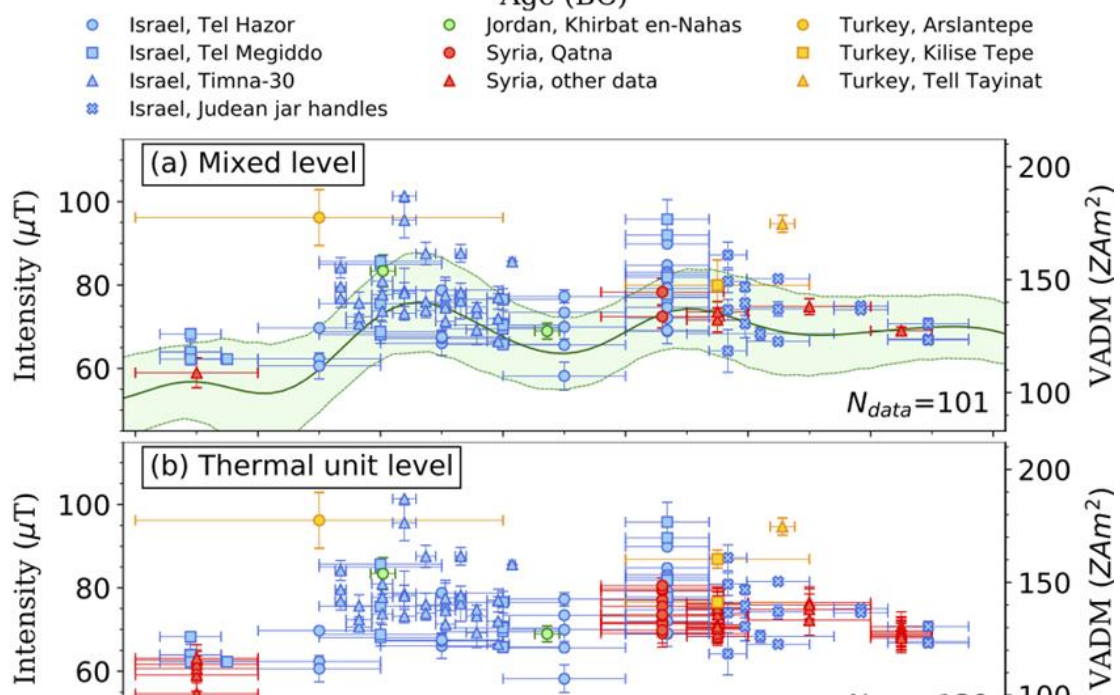 Age (BC)
Israel, Tel Hazor
Israel, Tel Megiddo
Israel, Timna-30
Israel, Judean jar handles
Jordan, Khirbat en-Nahas
Syria, Qatna
Syria, other data
Turkey, Arslantepe
Turkey, Kilise Tepe
Turkey, Tell Tayinat
(a) Mixed level
Intensity (μT)
100
80
60
200
150
100
VADM (ZAm²)
N_data=101
(b) Thermal unit level
Intensity (μT)
100
80
60
200
150
100
VADM (ZAm²)